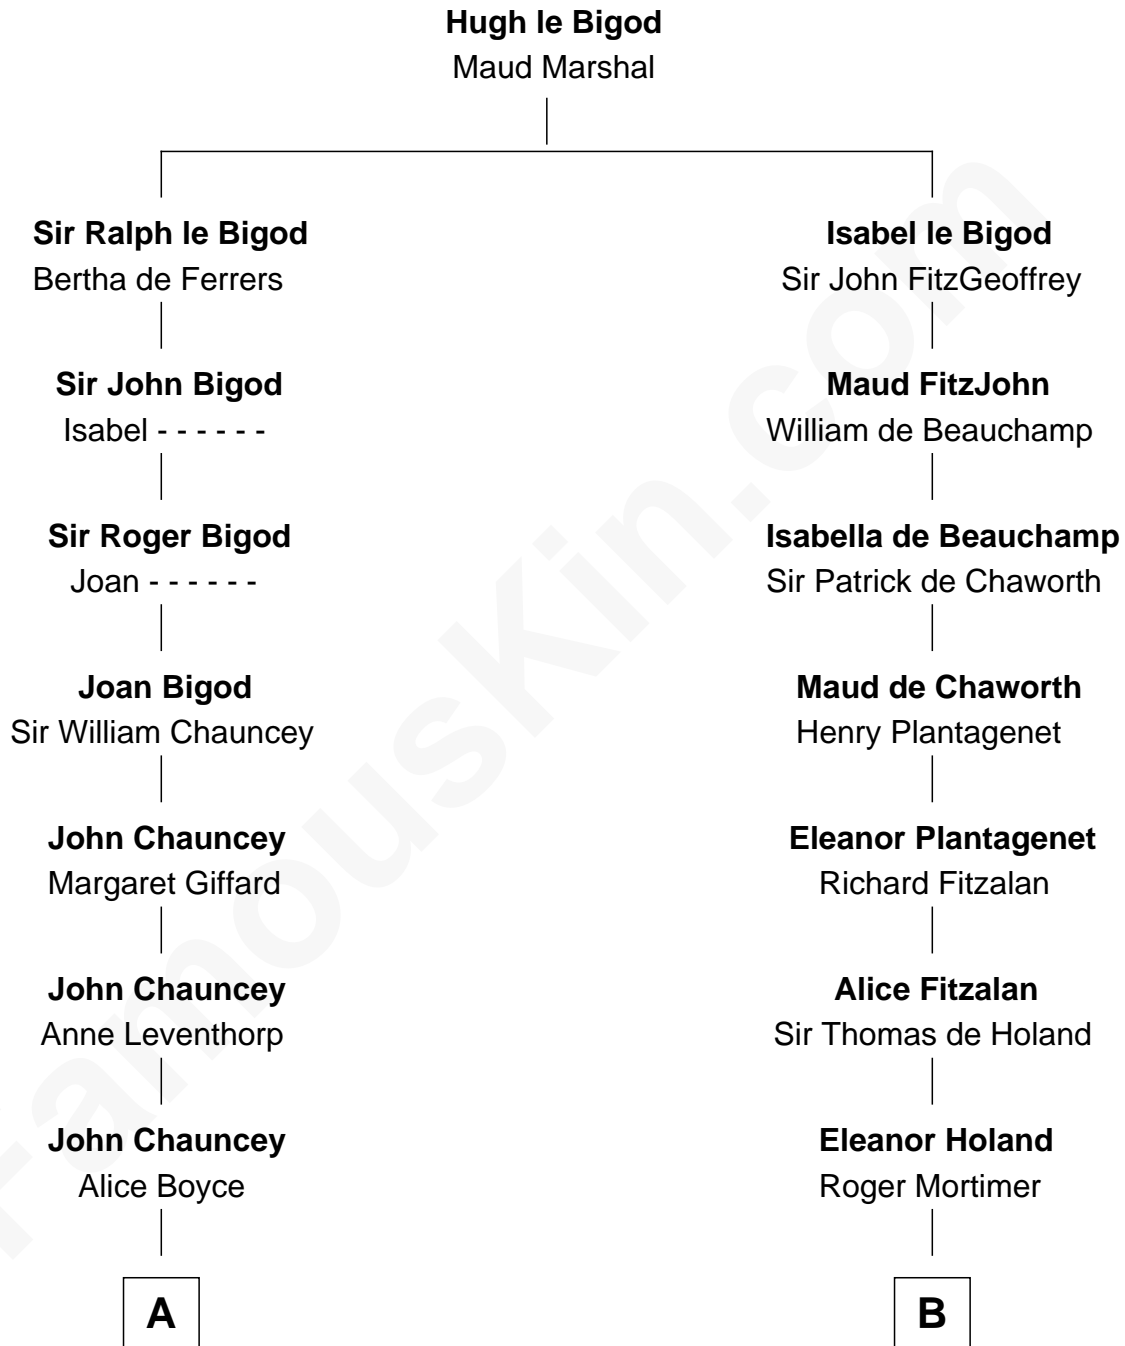 Hugh le Bigod
Maud Marshal
Sir Ralph le Bigod
Bertha de Ferrers
Isabel le Bigod
Sir John FitzGeoffrey
Sir John Bigod
Isabel - - - - - -
Maud FitzJohn
William de Beauchamp
Sir Roger Bigod
Joan - - - - - -
Isabella de Beauchamp
Sir Patrick de Chaworth
Joan Bigod
Sir William Chauncey
Maud de Chaworth
Henry Plantagenet
John Chauncey
Margaret Giffard
Eleanor Plantagenet
Richard Fitzalan
John Chauncey
Anne Leventhorp
Alice Fitzalan
Sir Thomas de Holand
John Chauncey
Alice Boyce
Eleanor Holand
Roger Mortimer
A
B
FamousKin.com